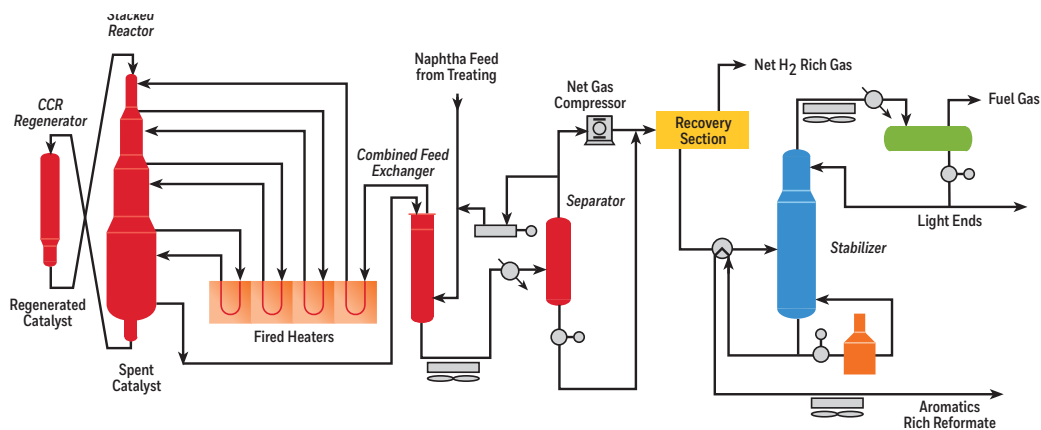 Stacked
Reactor
CCR
Regenerator
Regenerated
Catalyst
Spent
Catalyst
Fired Heaters
Naphtha Feed
from Treating
Combined Feed
Exchanger
Separator
Net Gas
Compressor
Recovery
Section
Net H₂ Rich Gas
Fuel Gas
Light Ends
Stabilizer
Aromatics
Rich Reformate